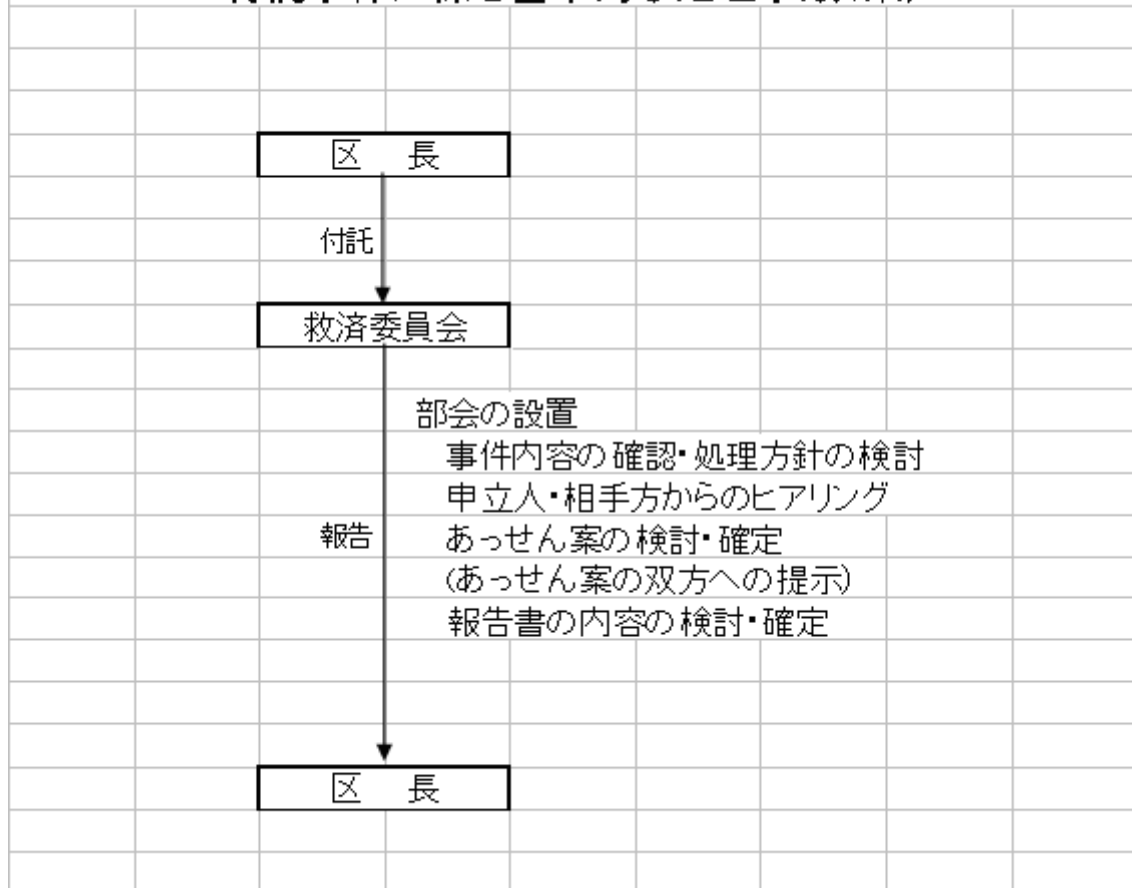 区　長
付託
救済委員会
部会の設置
事件内容の確認・処理方針の検討
申立人・相手方からのヒアリング
報告
あっせん案の検討・確定
(あっせん案の双方への提示)
報告書の内容の検討・確定
区　長